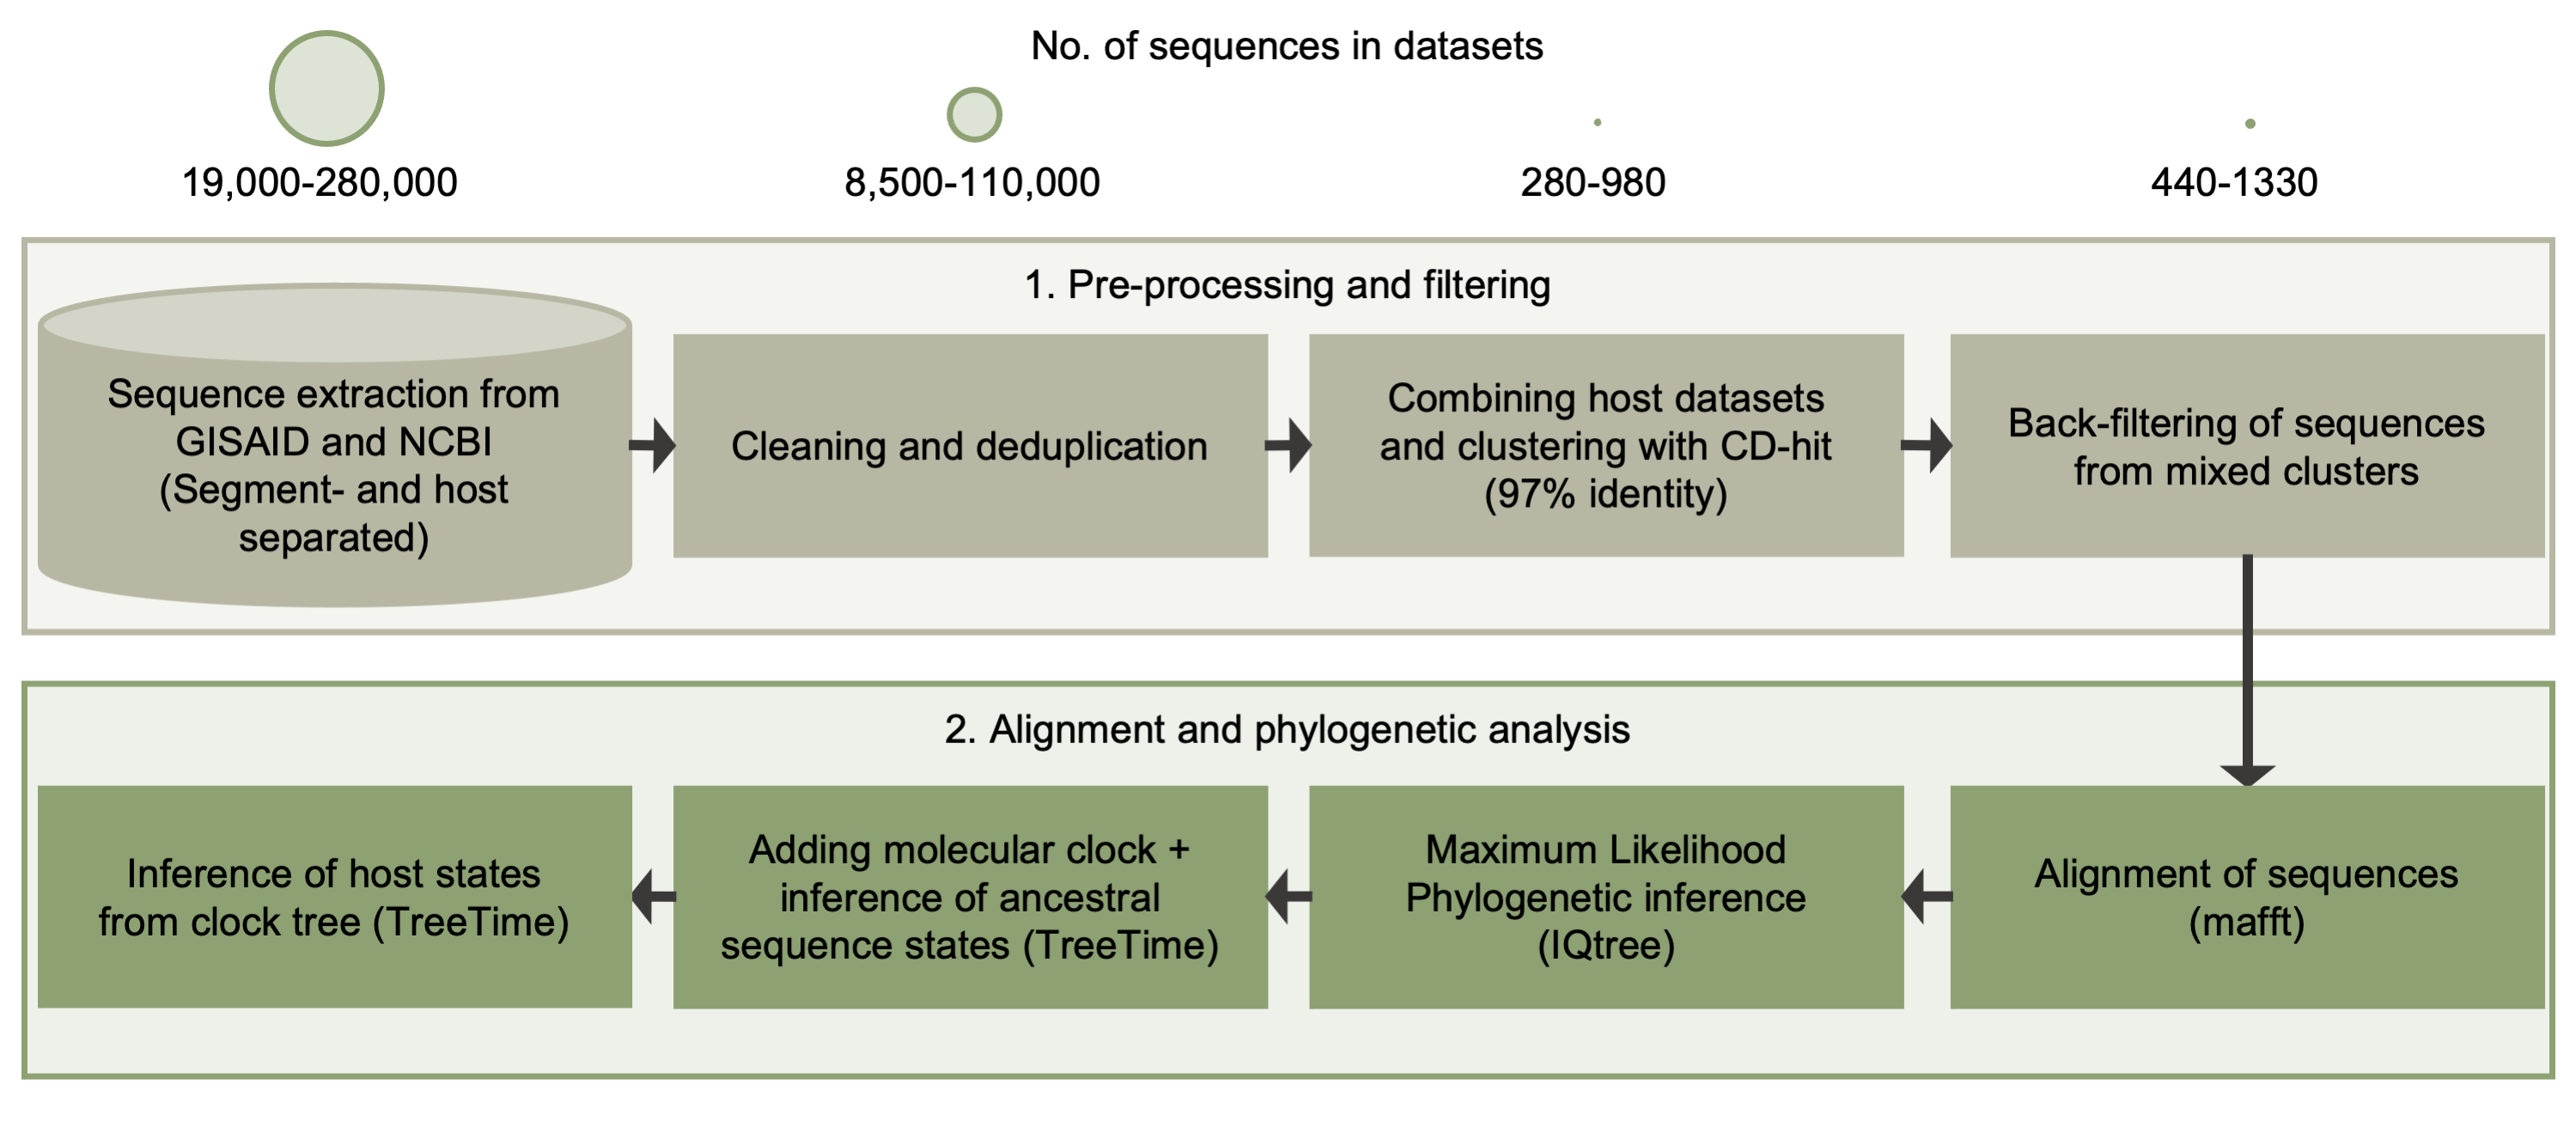 No. of sequences in datasets
19,000-280,000
8,500-110,000
280-980
440-1330
1. Pre-processing and filtering
Sequence extraction from
GISAID and NCBI
(Segment- and host
separated)
Cleaning and deduplication
Combining host datasets
and clustering with CD-hit
(97% identity)
Back-filtering of sequences
from mixed clusters
2. Alignment and phylogenetic analysis
Inference of host states
from clock tree (TreeTime)
Adding molecular clock +
inference of ancestral
sequence states (TreeTime)
Maximum Likelihood
Phylogenetic inference
(IQtree)
Alignment of sequences
(mafft)